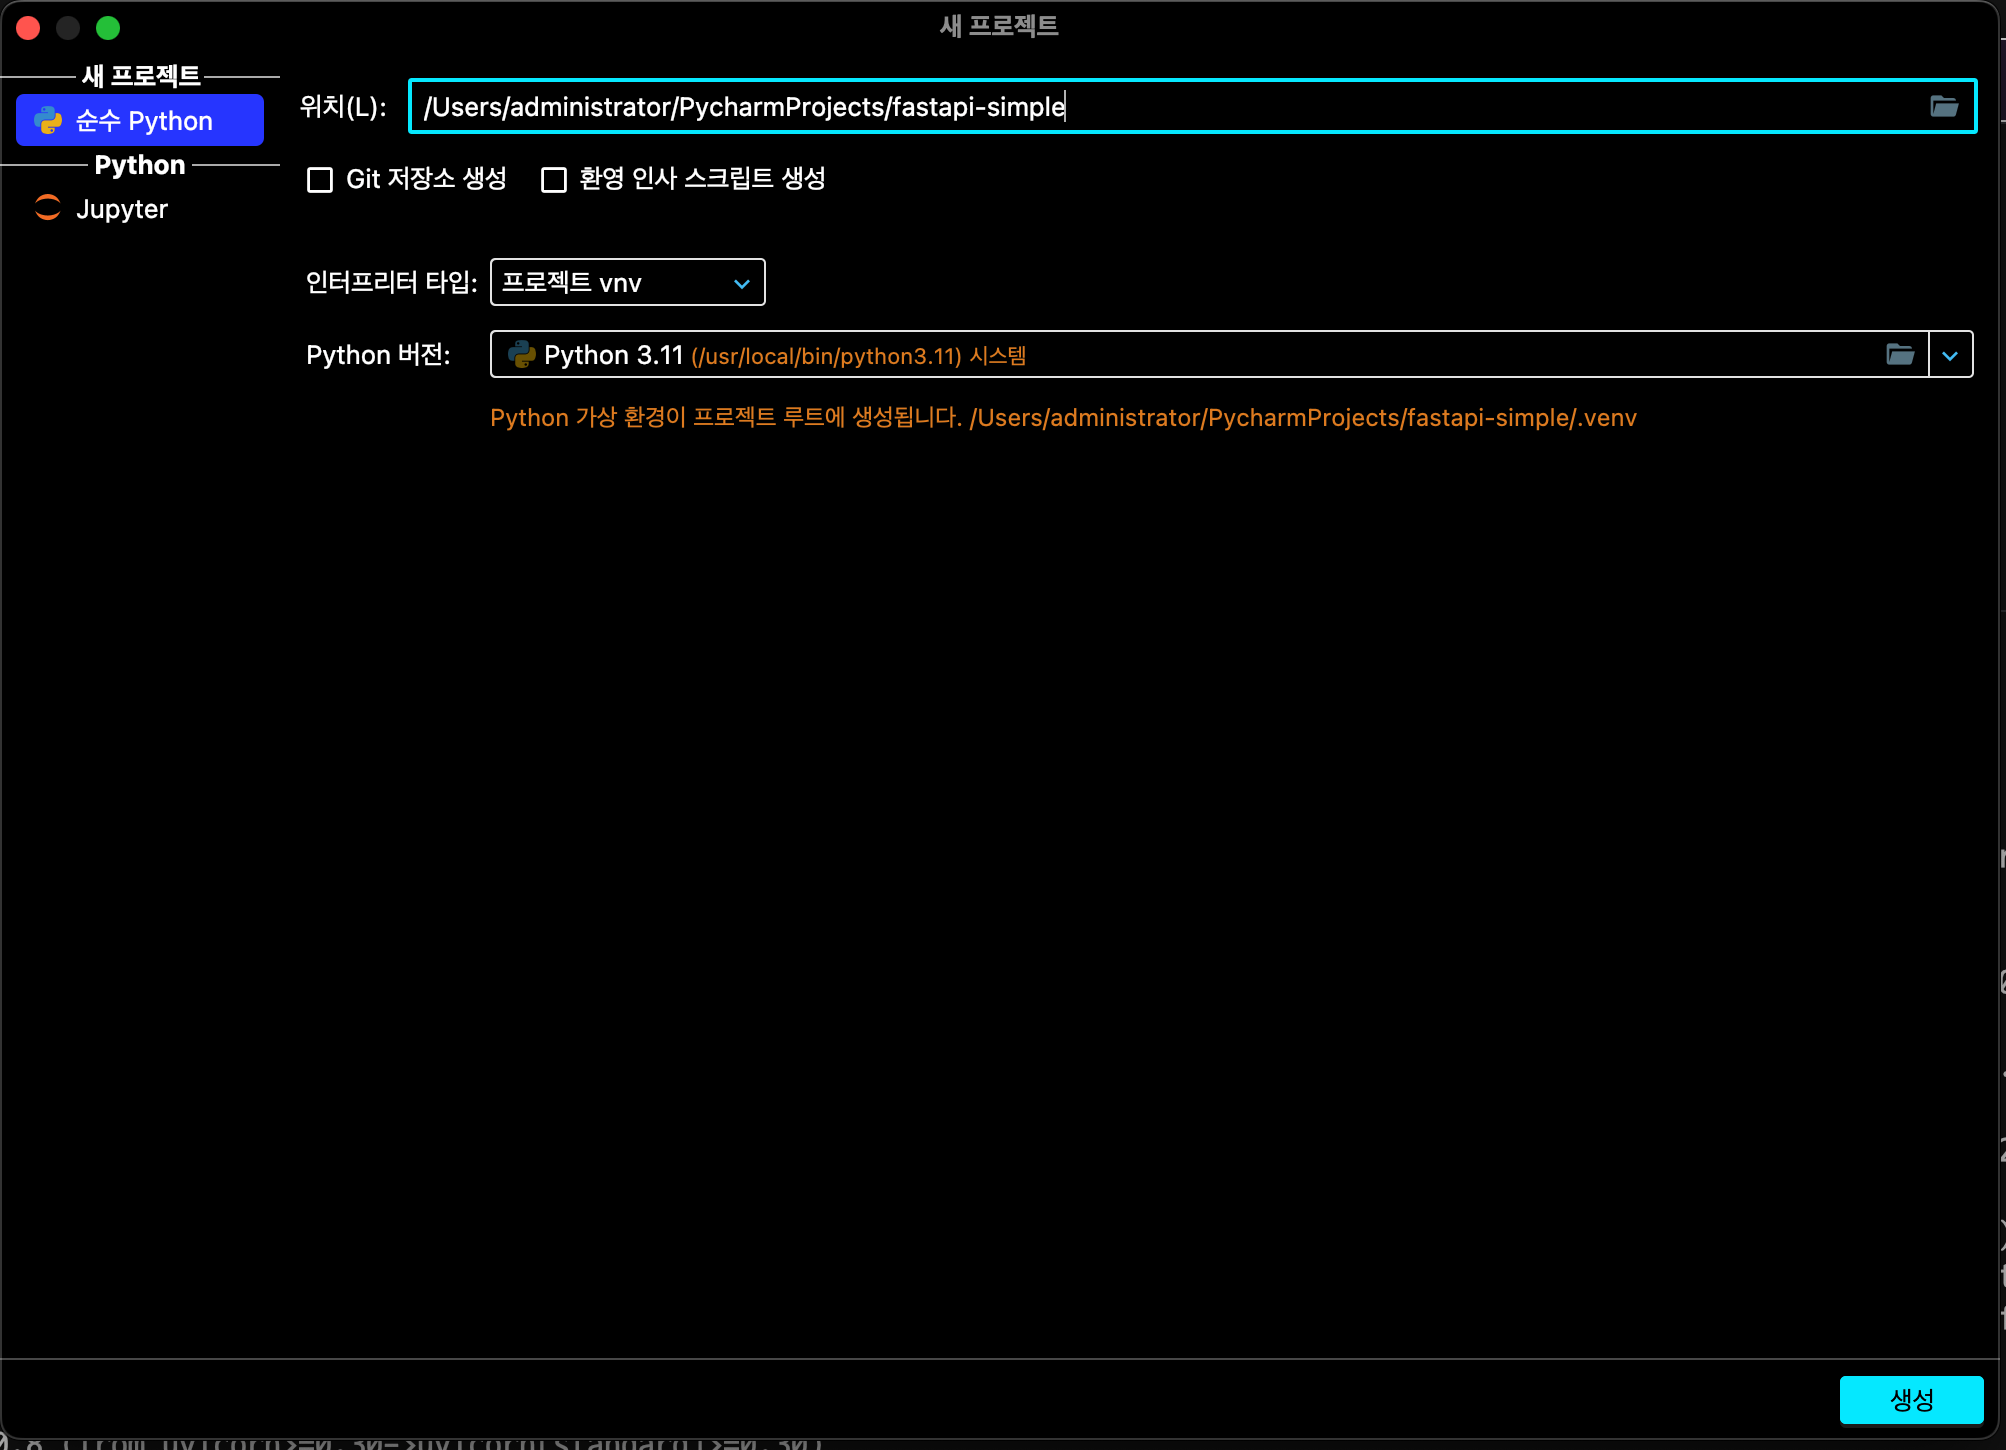 새 프로젝트
새 프로젝트
순수 Python
Python
Jupyter
위치(L): /Users/administrator/PycharmProjects/fastapi-simple
Git 저장소 생성 환영 인사 스크립트 생성
인터프리터 타입: 프로젝트 vnv
Python 버전: Python 3.11 (/usr/local/bin/python3.11) 시스템
Python 가상 환경이 프로젝트 루트에 생성됩니다. /Users/administrator/PycharmProjects/fastapi-simple/.venv
생성